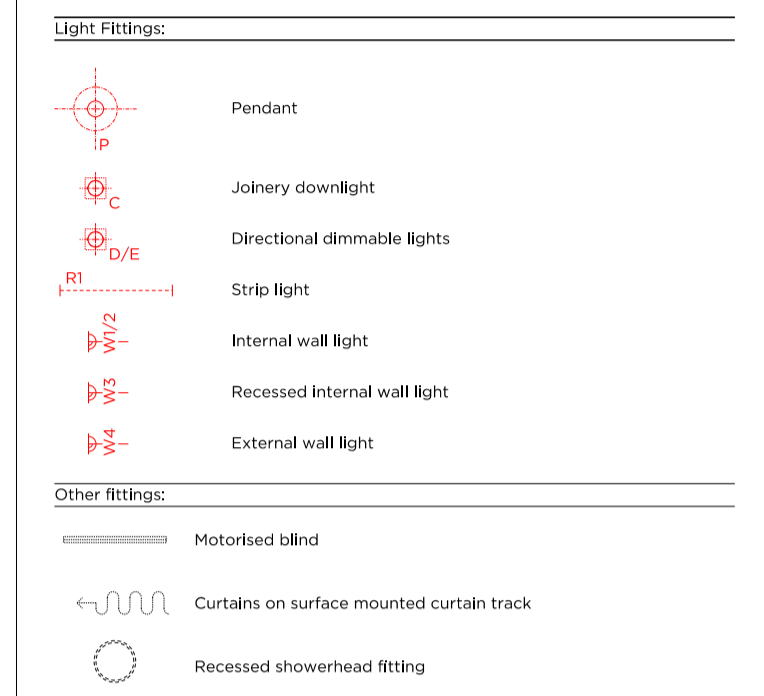 Light Fittings:
P
Pendant
C
Joinery downlight
D/E
Directional dimmable lights
R1
Strip light
W1/2
Internal wall light
W3
Recessed internal wall light
W4
External wall light
Other fittings:
Motorised blind
Curtains on surface mounted curtain track
Recessed showerhead fitting